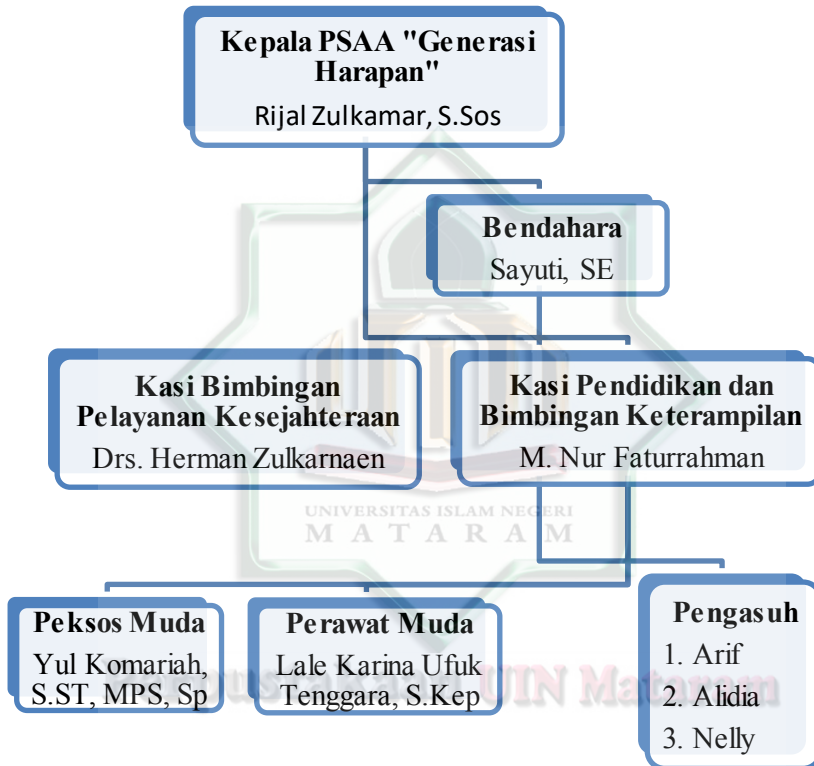 Kepala PSAA "Generasi
Harapan"
Rijal Zulkamar, S.Sos
Bendahara
Sayuti, SE
Kasi Bimbingan
Pelayanan Kesejahteraan
Drs. Herman Zulkarnaen
Kasi Pendidikan dan
Bimbingan Keterampilan
M. Nur Faturrahman
UNIVERSITAS ISLAM NEGERI
MATARAM
Peksos Muda
Yul Komariah,
S.ST, MPS, Sp
Perawat Muda
Lale Karina Ufuk
Tenggara, S.Kep
Pengasuh
1. Arif
2. Alidia
3. Nelly
Perpustakaan UIN Mataram